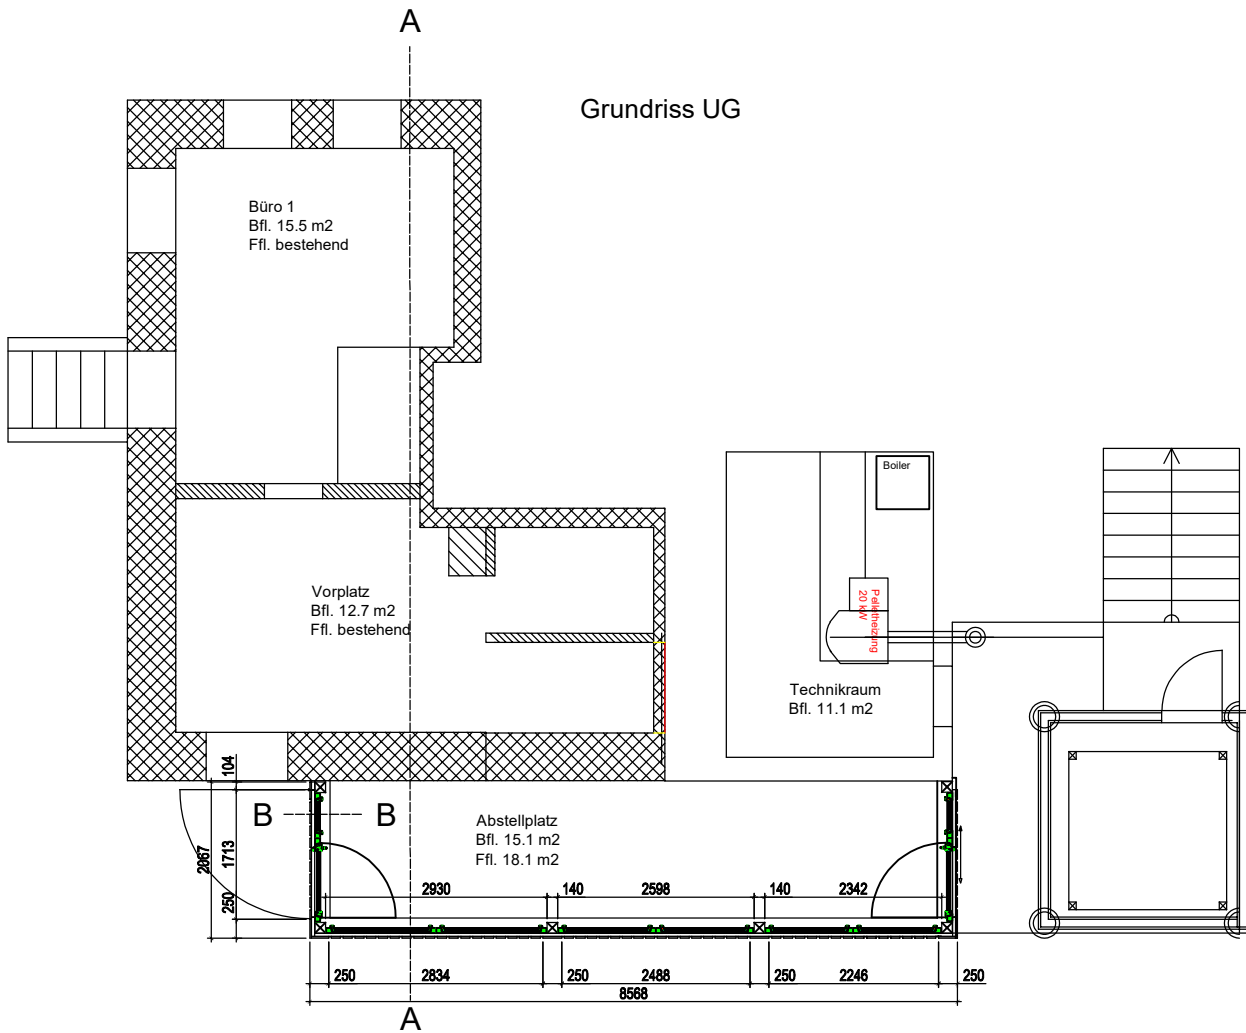 A
Grundriss UG
Büro 1
Bfl. 15.5 m2
Ffl. bestehend
Boiler
Pelletheizung
20 kW
Vorplatz
Bfl. 12.7 m2
Ffl. bestehend
Technikraum
Bfl. 11.1 m2
104
B B
Abstellplatz
Bfl. 15.1 m2
Ffl. 18.1 m2
2067
1713
250
2930 140 2598 140 2342
250 2834 250 2488 250 2246 250
8568
A